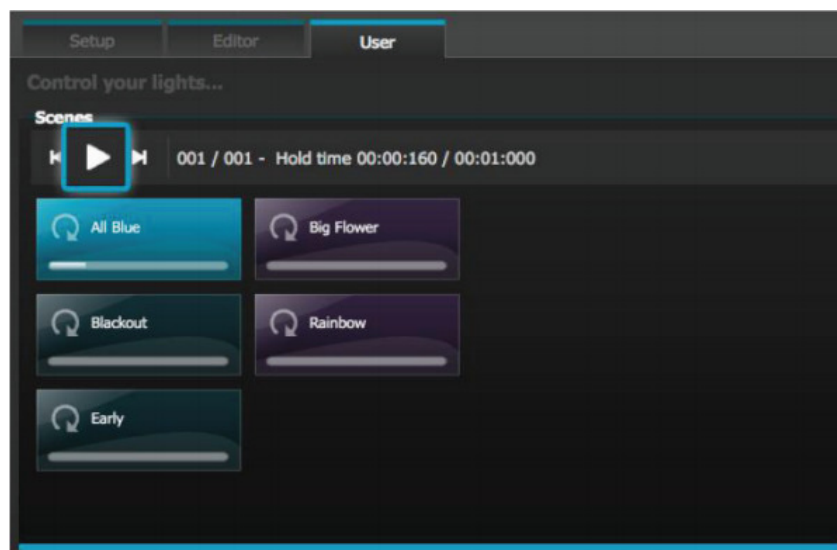 Setup Editor User
Control your lights...
Scenes
001 / 001 - Hold time 00:00:160 / 00:01:000
All Blue Big Flower
Blackout Rainbow
Early